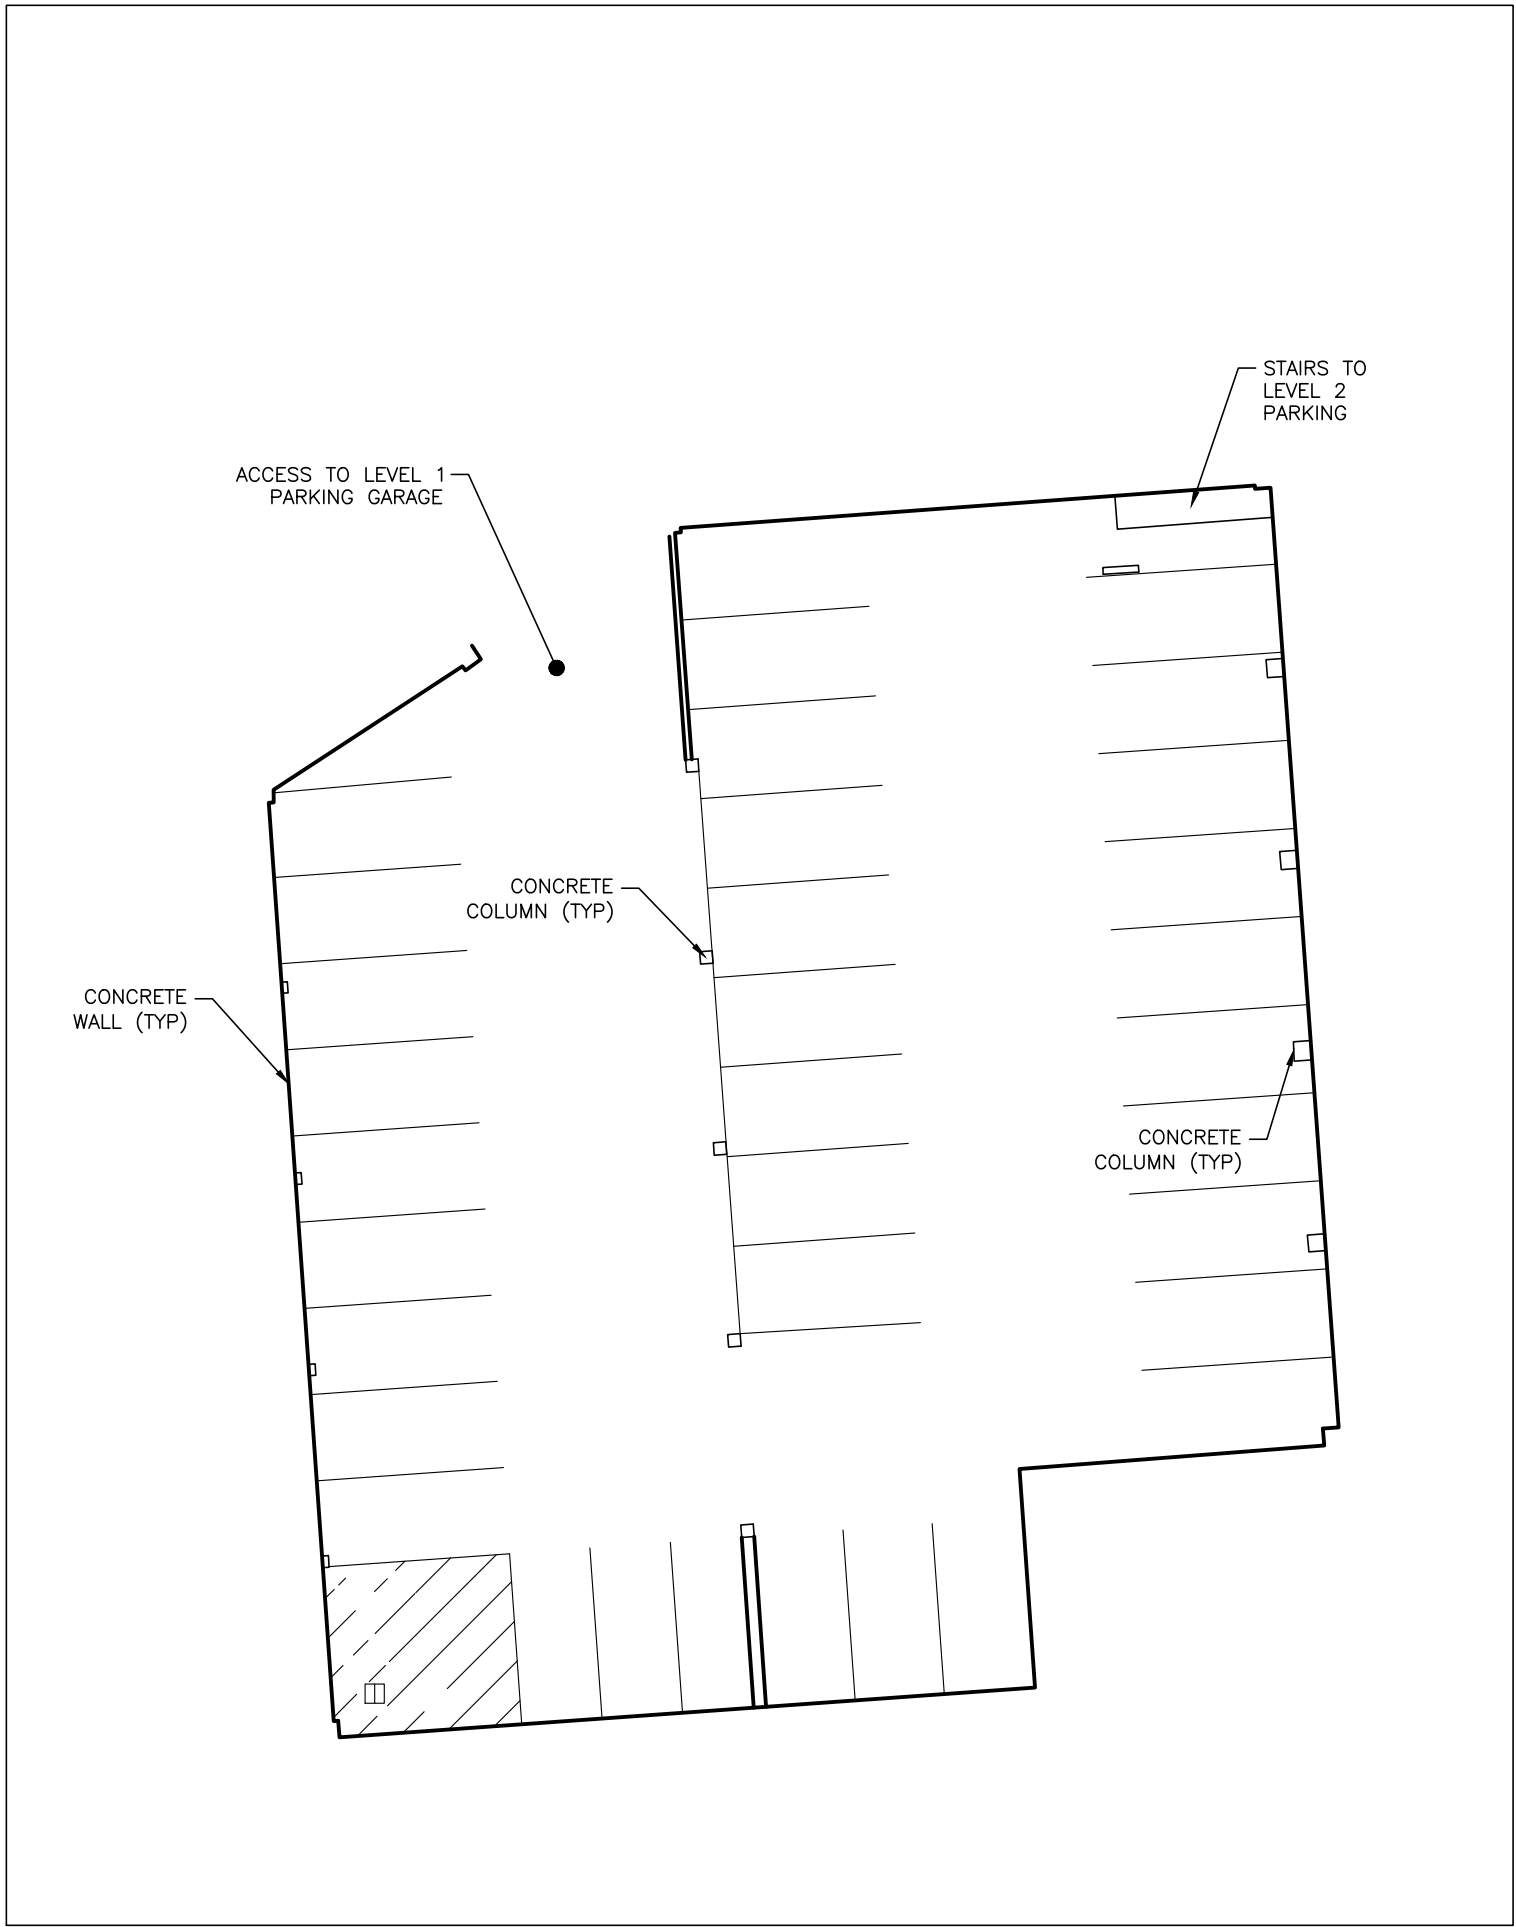 STAIRS TO
LEVEL 2
PARKING
ACCESS TO LEVEL 1
PARKING GARAGE
CONCRETE
COLUMN (TYP)
CONCRETE
WALL (TYP)
CONCRETE
COLUMN (TYP)